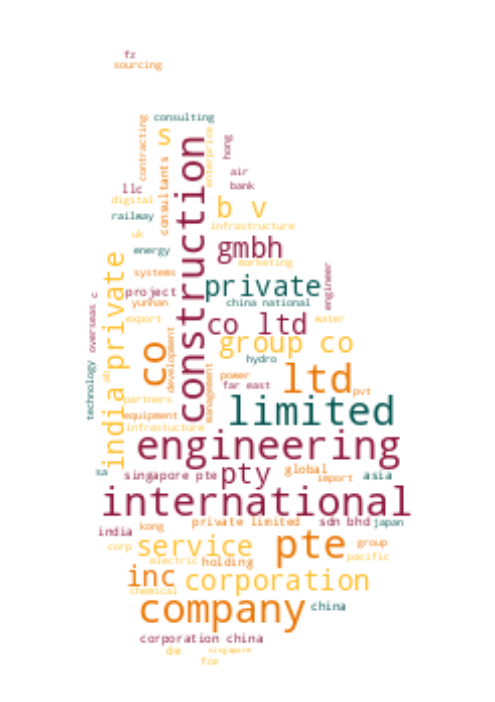 fz
sourcing
consulting
contracting
s
enterprise
hong
consultants
construction
air
bank
llc
digital
b v
railway
infrastructure
uk
gmbh
energy
marketing
systems
india private
private
engineer
project
yunhan
china national
overseas c
export
co ltd
water
co
development
group co
hydro
technology
ab
power
far east
ltd
management
pvt
partners
equipment
limited
infrastucture
engineering
sa
singapore pte
pty
global
import
asia
international
india
kong
private limited
sdn bhd
japan
corp
service
pte
group
pacific
electric
holding
inc
corporation
chemical
company
china
corporation china
de
singapore
fze